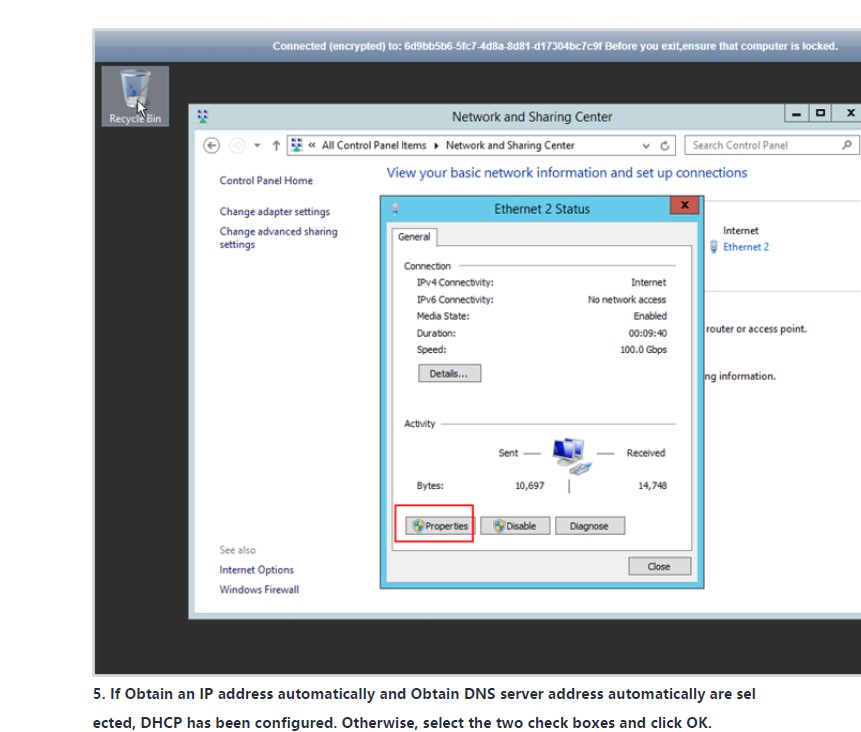 Connected (encrypted) to: 6d9bb5b6-5fc7-4d8a-8d81-d17304bc7c9f Before you exit,ensure that computer is locked.
Recycle Bin
Network and Sharing Center
« All Control Panel Items ▸ Network and Sharing Center
Search Control Panel
Control Panel Home
View your basic network information and set up connections
Change adapter settings
Change advanced sharing
settings
Ethernet 2 Status
General
Internet
Ethernet 2
Connection
IPv4 Connectivity: Internet
IPv6 Connectivity: No network access
Media State: Enabled
Duration: 00:09:40
Speed: 100.0 Gbps
router or access point.
Details...
ng information.
Activity
Sent — — Received
Bytes: 10,697 | 14,748
Properties
Disable
Diagnose
Close
See also
Internet Options
Windows Firewall
5. If Obtain an IP address automatically and Obtain DNS server address automatically are sel
ected, DHCP has been configured. Otherwise, select the two check boxes and click OK.